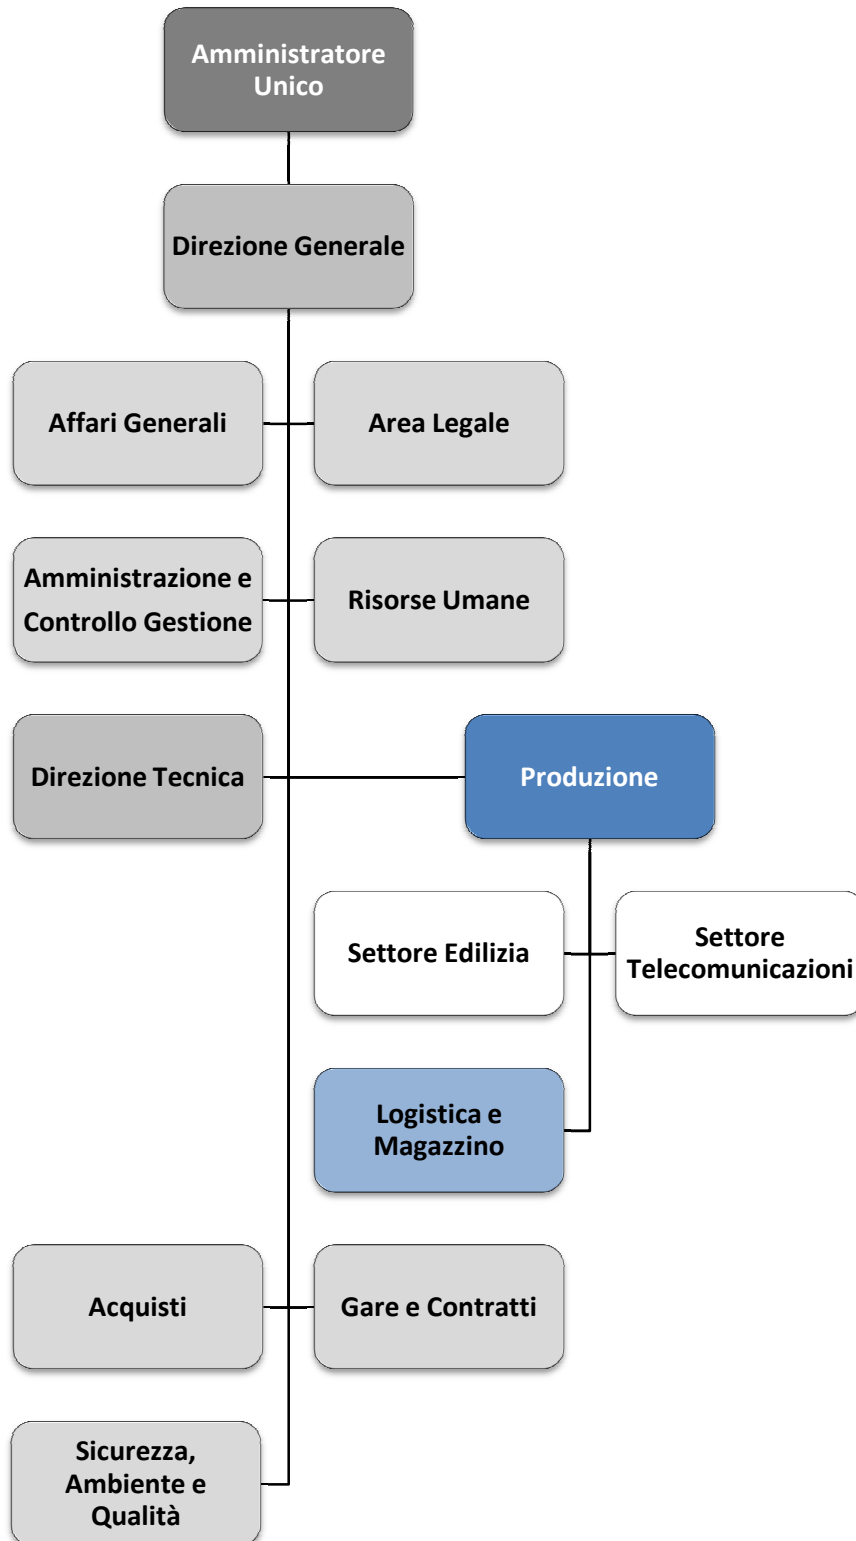 Amministratore
Unico
Direzione Generale
Affari Generali
Area Legale
Amministrazione e
Controllo Gestione
Risorse Umane
Direzione Tecnica
Produzione
Settore Edilizia
Settore
Telecomunicazioni
Logistica e
Magazzino
Acquisti
Gare e Contratti
Sicurezza,
Ambiente e
Qualità